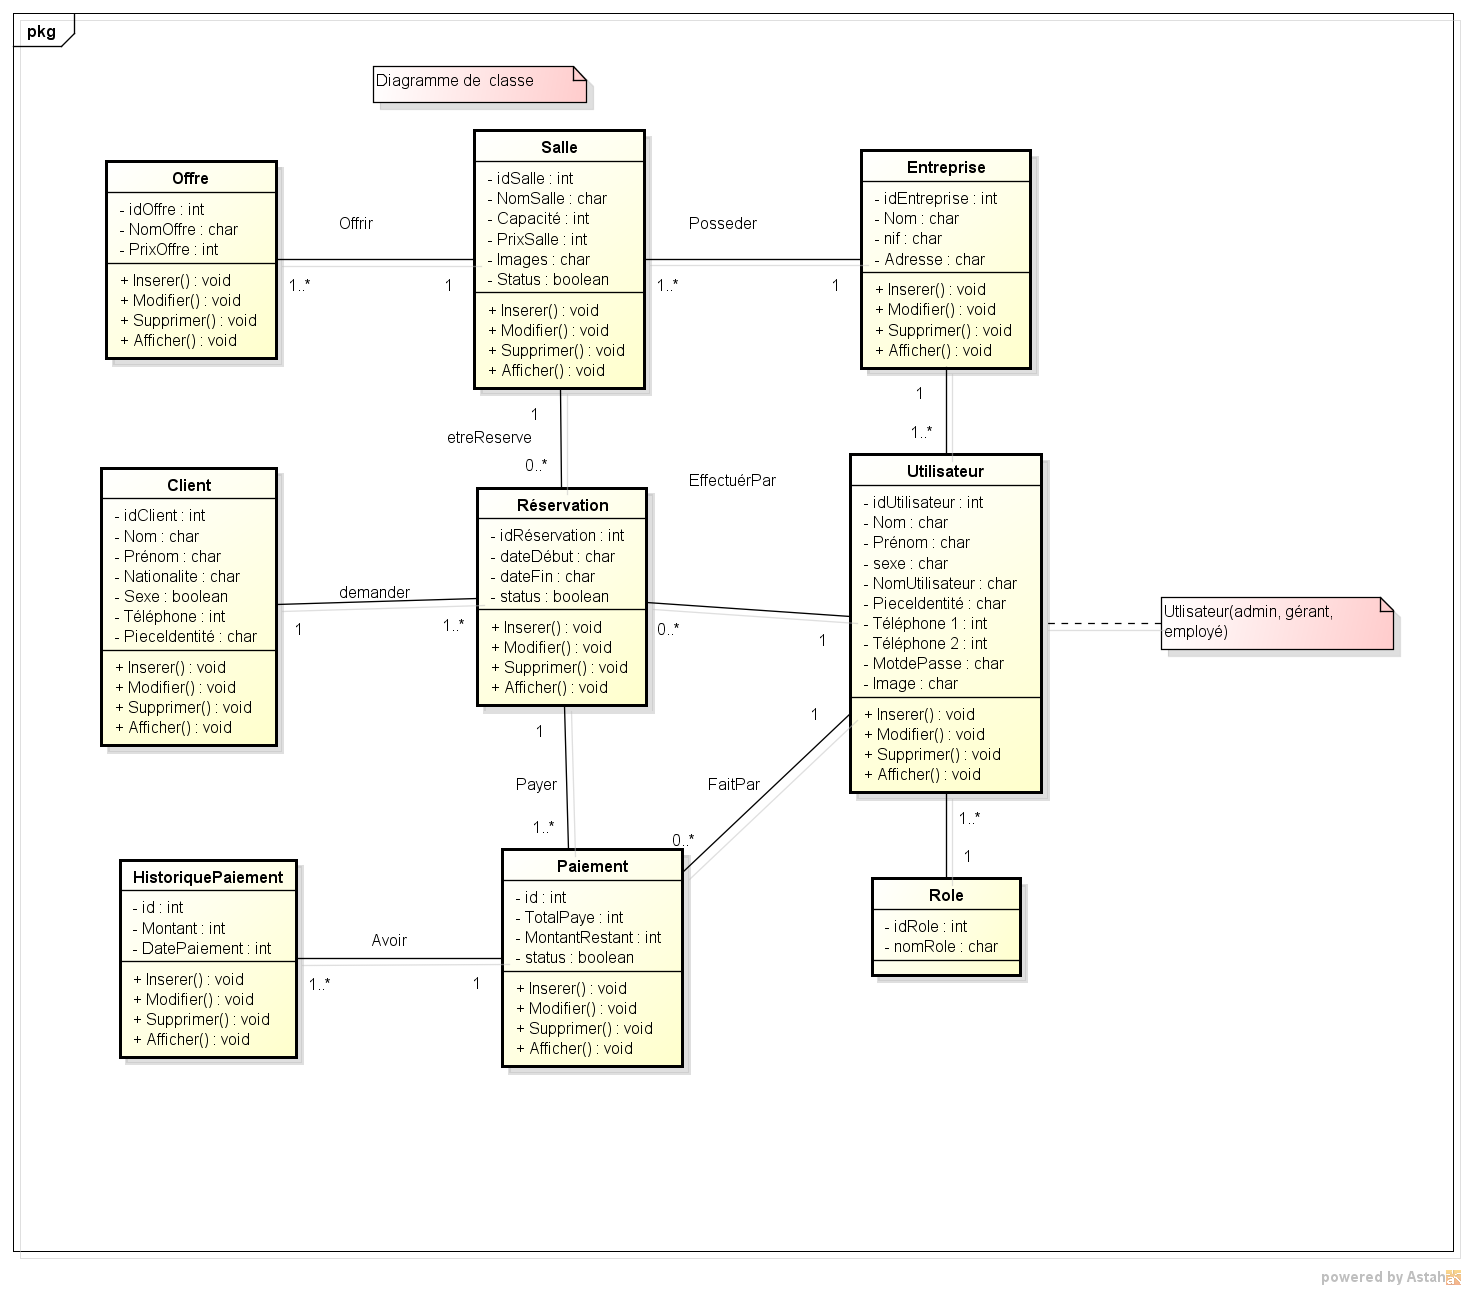 pkg
Diagramme de classe
Offre
- idOffre : int
- NomOffre : char
- PrixOffre : int
+ Inserer() : void
+ Modifier() : void
+ Supprimer() : void
+ Afficher() : void
Offrir
1..*
1
Salle
- idSalle : int
- NomSalle : char
- Capacité : int
- PrixSalle : int
- Images : char
- Status : boolean
+ Inserer() : void
+ Modifier() : void
+ Supprimer() : void
+ Afficher() : void
Posseder
1..*
1
Entreprise
- idEntreprise : int
- Nom : char
- nif : char
- Adresse : char
+ Inserer() : void
+ Modifier() : void
+ Supprimer() : void
+ Afficher() : void
1
1..*
1
etreReserve
0..*
EffectuérPar
Client
- idClient : int
- Nom : char
- Prénom : char
- Nationalite : char
- Sexe : boolean
- Téléphone : int
- PieceIdentité : char
+ Inserer() : void
+ Modifier() : void
+ Supprimer() : void
+ Afficher() : void
demander
1
1..*
Réservation
- idRéservation : int
- dateDébut : char
- dateFin : char
- status : boolean
+ Inserer() : void
+ Modifier() : void
+ Supprimer() : void
+ Afficher() : void
0..*
1
Utilisateur
- idUtilisateur : int
- Nom : char
- Prénom : char
- sexe : char
- NomUtilisateur : char
- PieceIdentité : char
- Téléphone 1 : int
- Téléphone 2 : int
- MotdePasse : char
- Image : char
+ Inserer() : void
+ Modifier() : void
+ Supprimer() : void
+ Afficher() : void
Utlisateur(admin, gérant,
employé)
1
Payer
1..*
1
FaitPar
0..*
1..*
1
HistoriquePaiement
- id : int
- Montant : int
- DatePaiement : int
+ Inserer() : void
+ Modifier() : void
+ Supprimer() : void
+ Afficher() : void
Avoir
1..*
1
Paiement
- id : int
- TotalPaye : int
- MontantRestant : int
- status : boolean
+ Inserer() : void
+ Modifier() : void
+ Supprimer() : void
+ Afficher() : void
Role
- idRole : int
- nomRole : char
powered by Astah